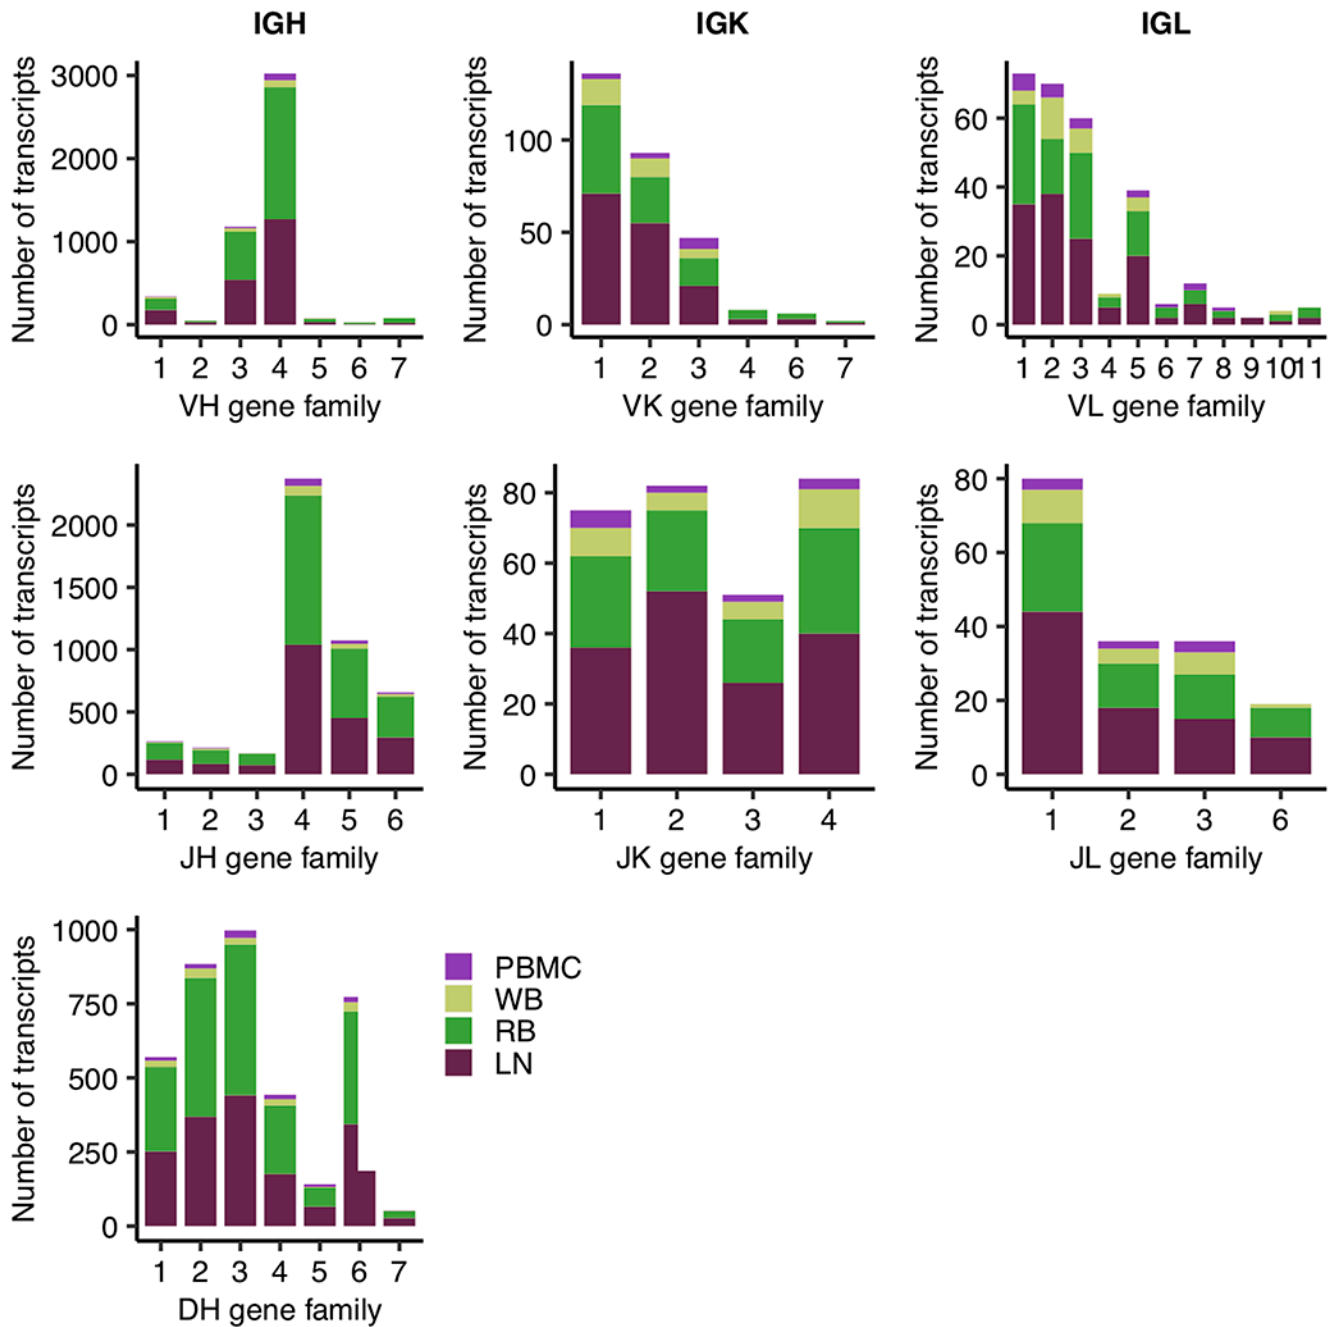 IGH
IGK
IGL
Number of transcripts
3000
2000
1000
0
1 2 3 4 5 6 7
VH gene family
Number of transcripts
100
50
0
1 2 3 4 6 7
VK gene family
Number of transcripts
60
40
20
0
1 2 3 4 5 6 7 8 9 10 11
VL gene family
Number of transcripts
2000
1500
1000
500
0
1 2 3 4 5 6
JH gene family
Number of transcripts
80
60
40
20
0
1 2 3 4
JK gene family
Number of transcripts
80
60
40
20
0
1 2 3 6
JL gene family
Number of transcripts
1000
750
500
250
0
1 2 3 4 5 6 7
DH gene family
PBMC
WB
RB
LN